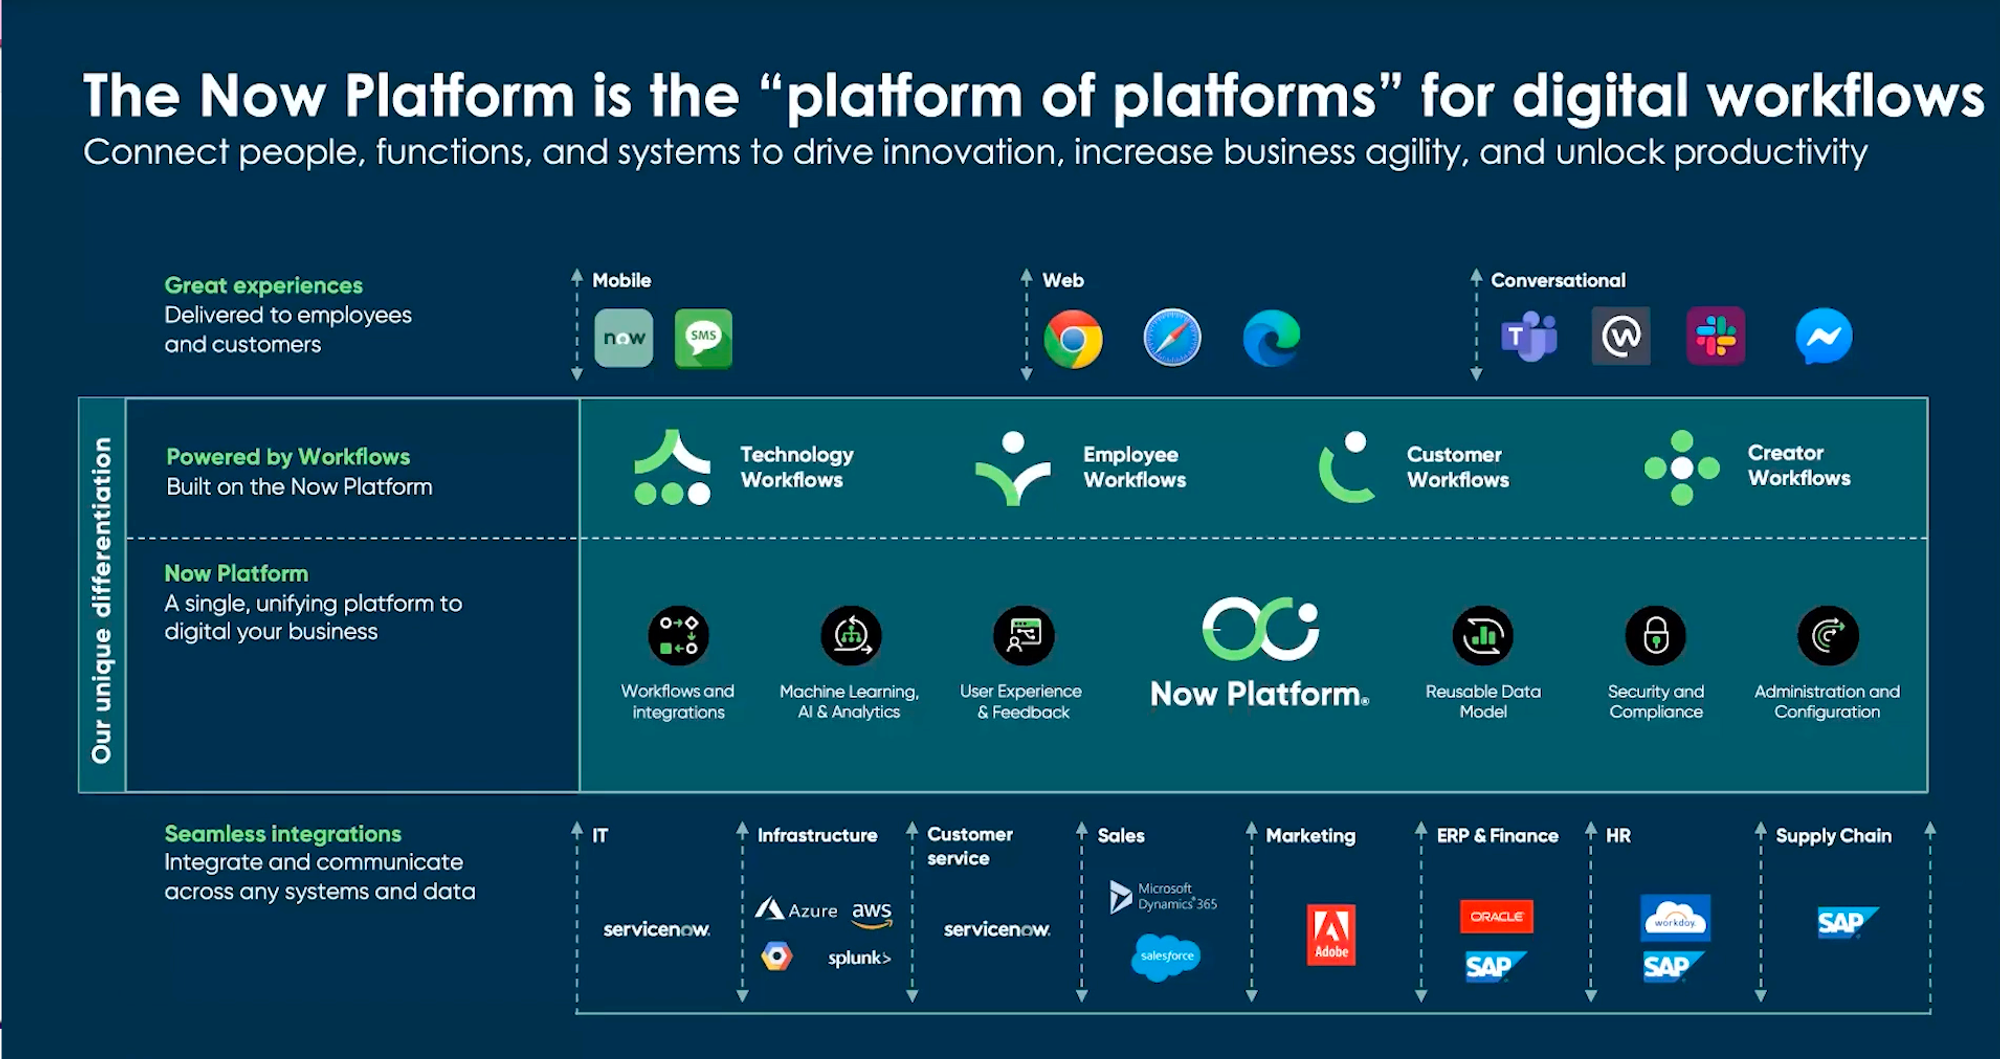 The Now Platform is the “platform of platforms” for digital workflows
Connect people, functions, and systems to drive innovation, increase business agility, and unlock productivity
Great experiences
Delivered to employees
and customers
Mobile
now
SMS
Web
Conversational
T
W
Our unique differentiation
Powered by Workflows
Built on the Now Platform
Technology
Workflows
Employee
Workflows
Customer
Workflows
Creator
Workflows
Now Platform
A single, unifying platform to
digital your business
Workflows and
integrations
Machine Learning,
AI & Analytics
User Experience
& Feedback
Now Platform®
Reusable Data
Model
Security and
Compliance
Administration and
Configuration
Seamless integrations
Integrate and communicate
across any systems and data
IT
servicenow.
Infrastructure
Azure
aws
splunk>
Customer
service
servicenow.
Sales
Microsoft
Dynamics 365
salesforce
Marketing
Adobe
ERP & Finance
ORACLE
SAP
HR
workday.
SAP
Supply Chain
SAP